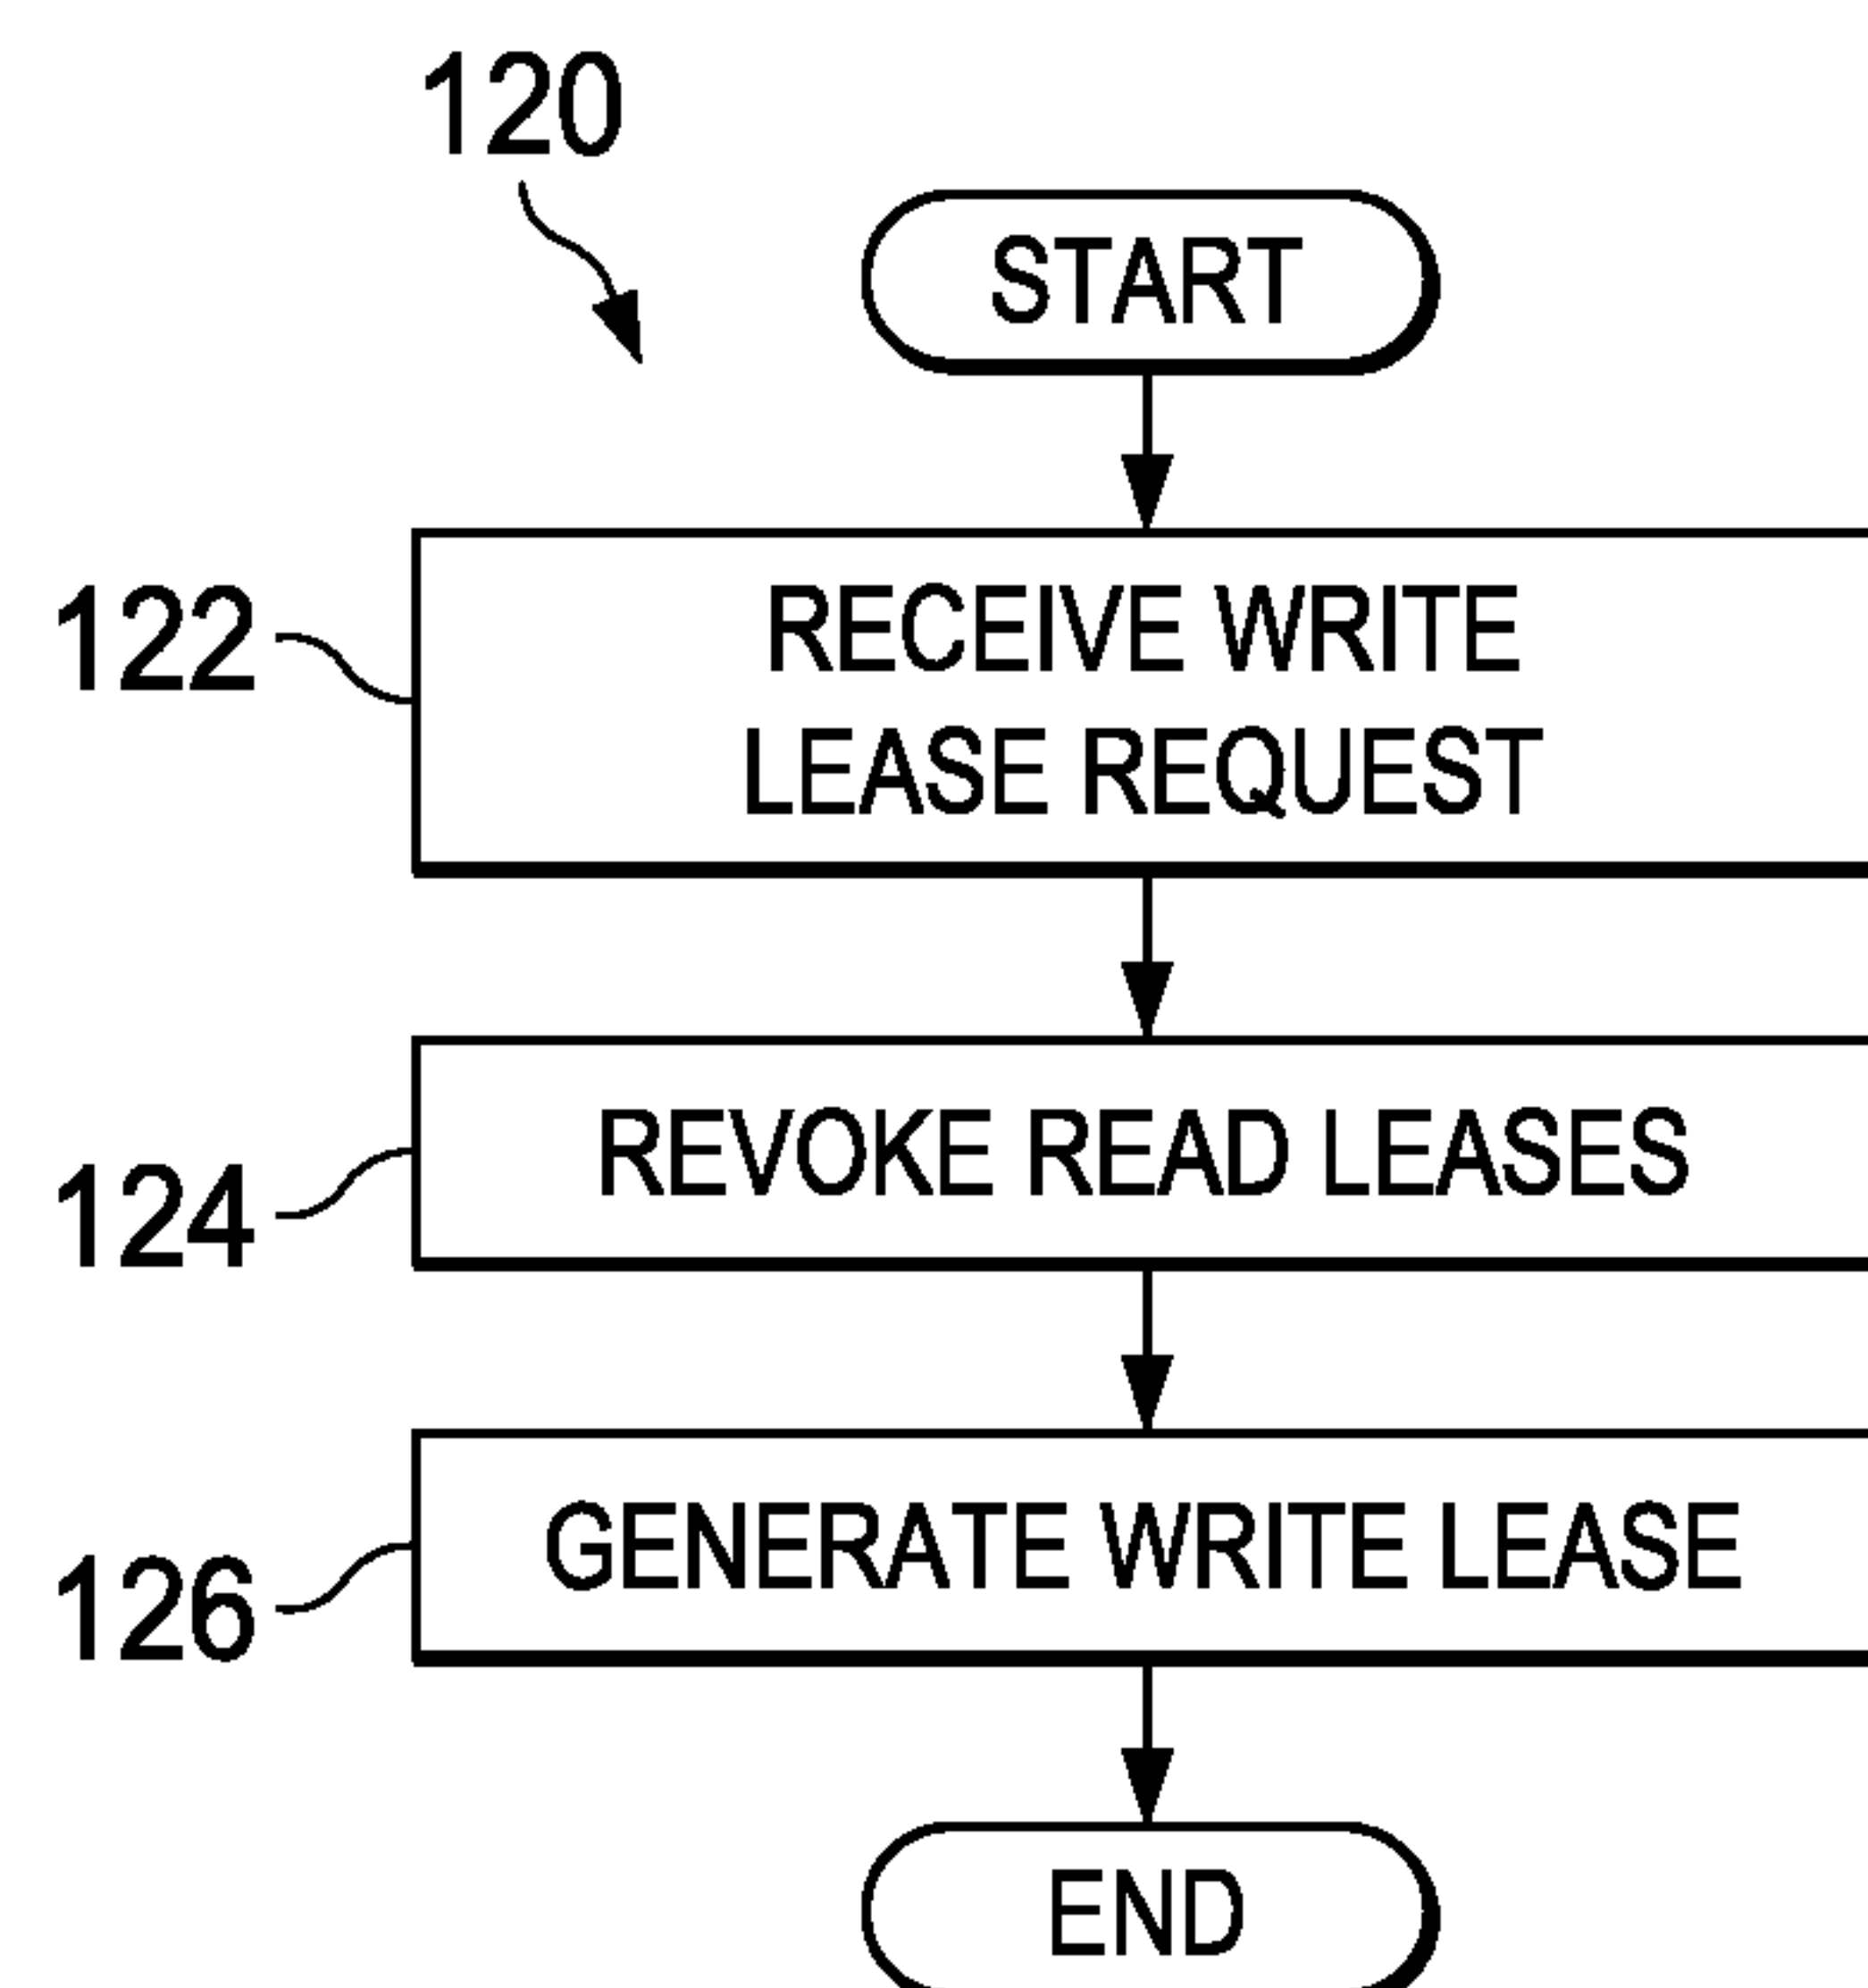 120
START
122
RECEIVE WRITE
LEASE REQUEST
124
REVOKE READ LEASES
126
GENERATE WRITE LEASE
END